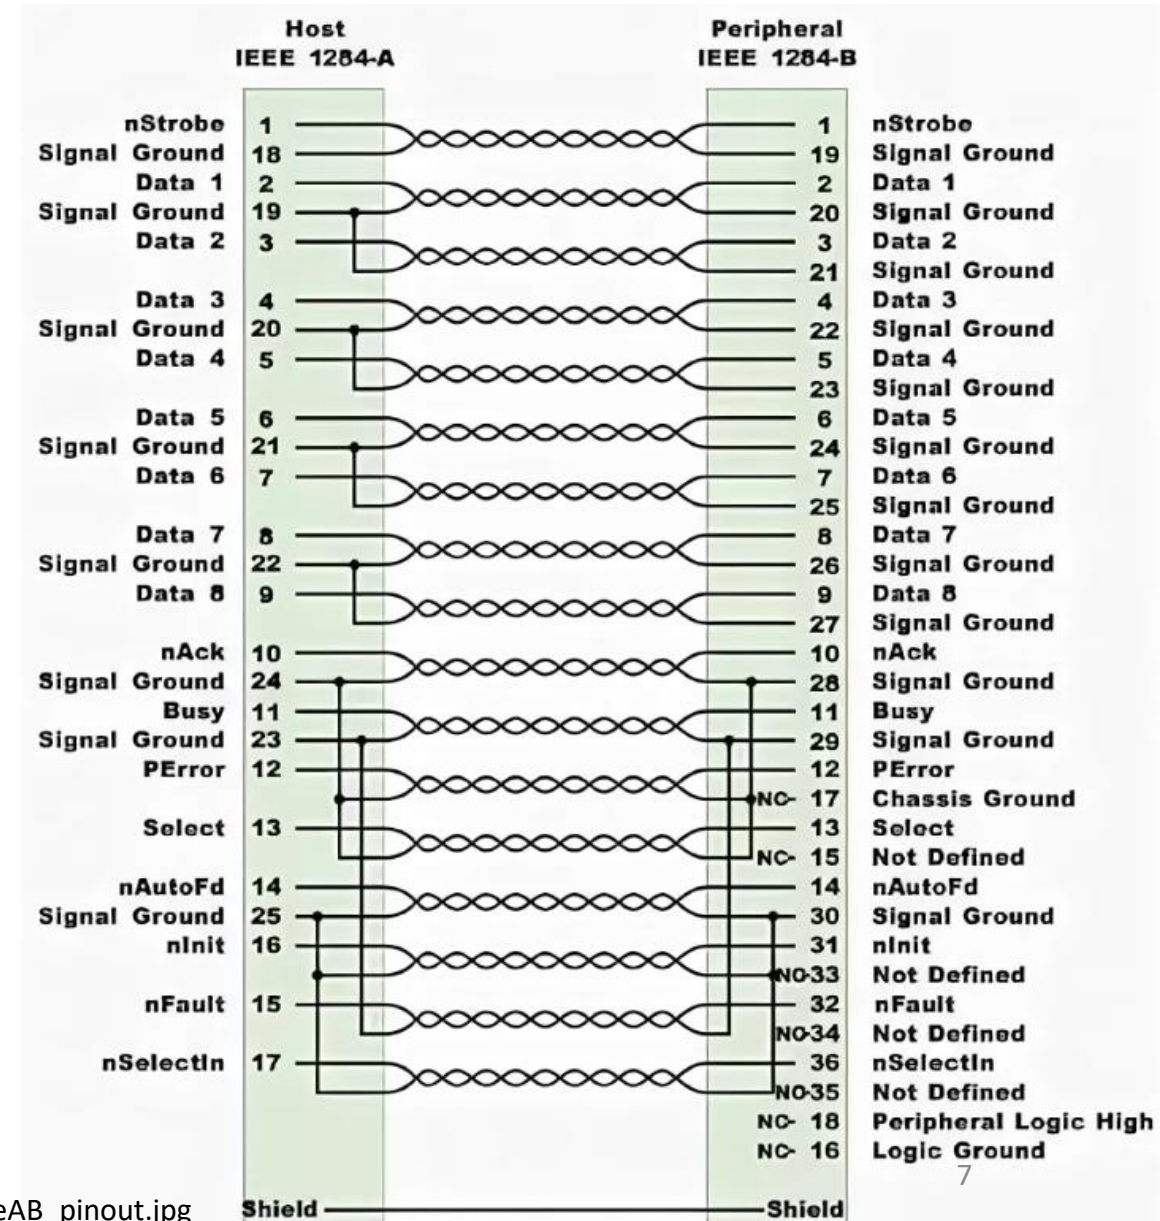 Host Peripheral
IEEE 1284-A IEEE 1284-B
nStrobe 1 1 nStrobe
Signal Ground 18 19 Signal Ground
Data 1 2 2 Data 1
Signal Ground 19 20 Signal Ground
Data 2 3 3 Data 2
21 Signal Ground
Data 3 4 4 Data 3
Signal Ground 20 22 Signal Ground
Data 4 5 5 Data 4
23 Signal Ground
Data 5 6 6 Data 5
Signal Ground 21 24 Signal Ground
Data 6 7 7 Data 6
25 Signal Ground
Data 7 8 8 Data 7
Signal Ground 22 26 Signal Ground
Data 8 9 9 Data 8
27 Signal Ground
nAck 10 10 nAck
Signal Ground 24 28 Signal Ground
Busy 11 11 Busy
Signal Ground 23 29 Signal Ground
PError 12 12 PError
NC- 17 Chassis Ground
Select 13 13 Select
NC- 15 Not Defined
nAutoFd 14 14 nAutoFd
Signal Ground 25 30 Signal Ground
nInit 16 31 nInit
NC-33 Not Defined
nFault 15 32 nFault
NC-34 Not Defined
nSelectIn 17 36 nSelectIn
NC-35 Not Defined
NC- 18 Peripheral Logic High
NC- 16 Logic Ground
7
Shield Shield
eAB_pinout.jpg